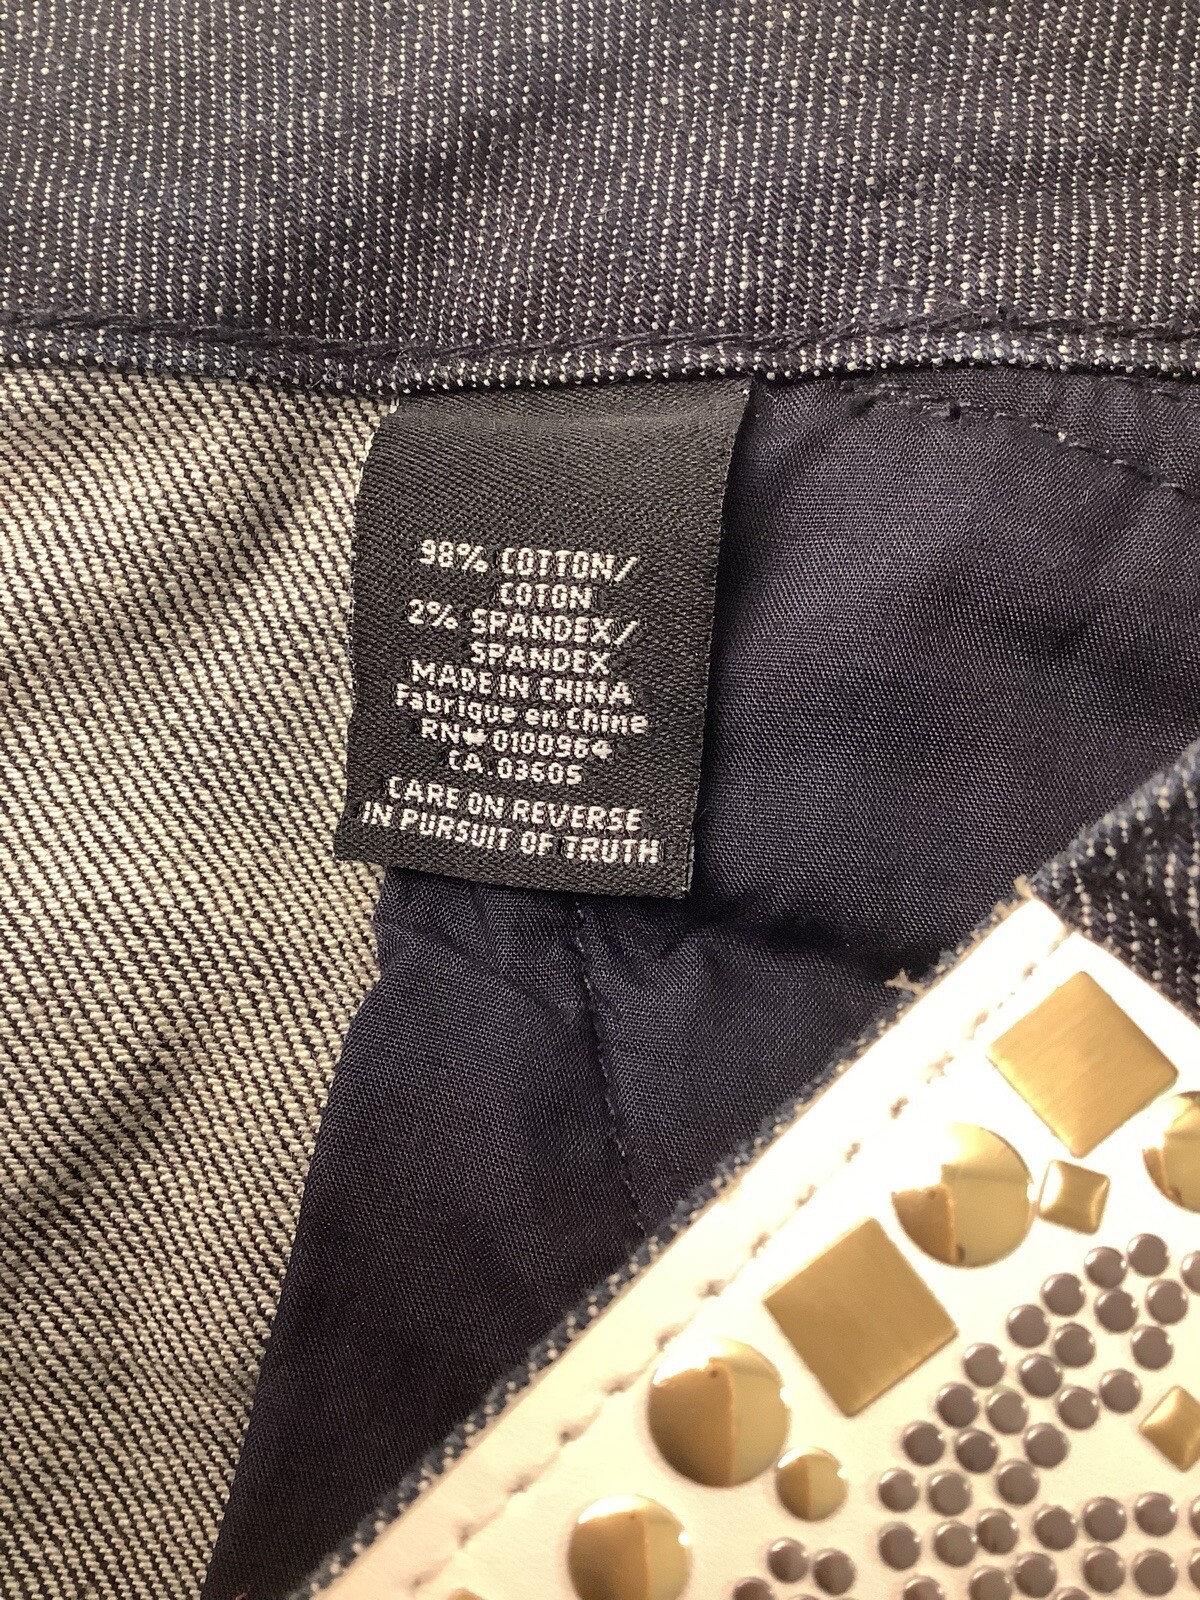 98% COTTON/
COTON
2% SPANDEX/
SPANDEX
MADE IN CHINA
Fabriqué en Chine
RN# 0100964
CA.03605
CARE ON REVERSE
IN PURSUIT OF TRUTH